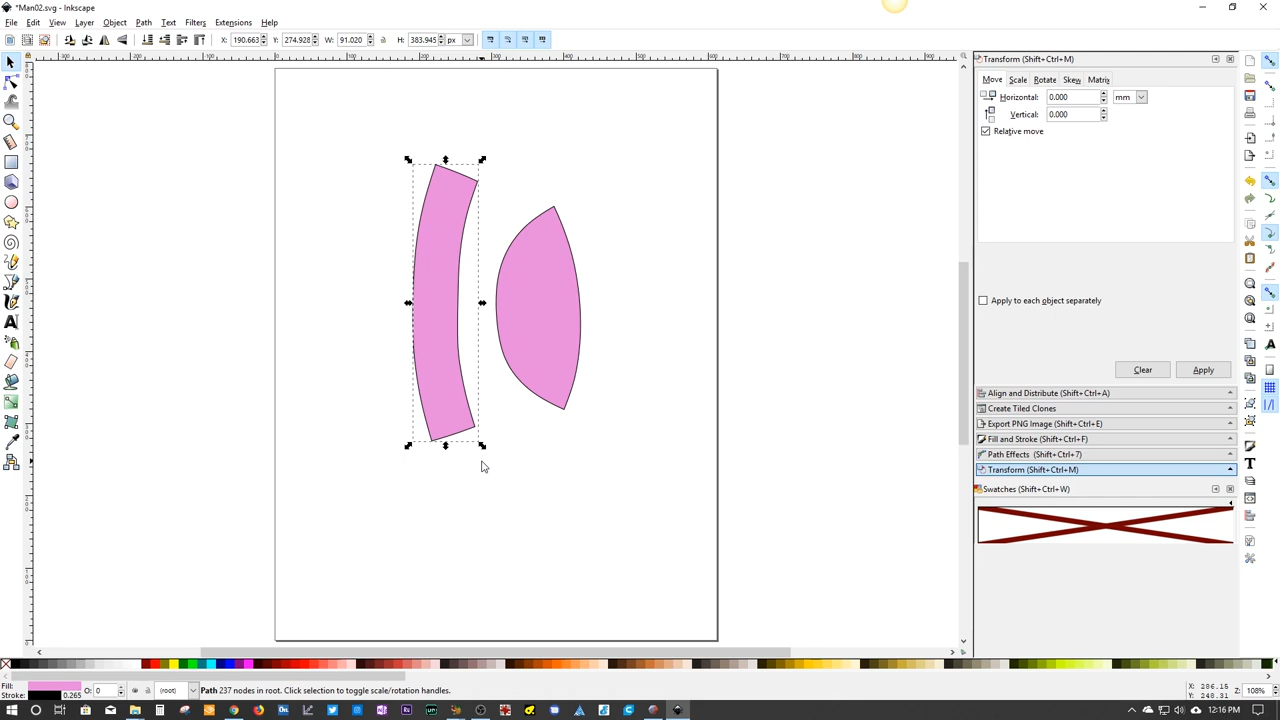 *Man02.svg - Inkscape
File Edit View Layer Object Path Text Filters Extensions Help
X: 190.663 Y: 274.928 W: 91.020 H: 383.945 px
Transform (Shift+Ctrl+M)
Move Scale Rotate Skew Matrix
Horizontal: 0.000 mm
Vertical: 0.000
Relative move
Apply to each object separately
Clear Apply
Align and Distribute (Shift+Ctrl+A)
Create Tiled Clones
Export PNG Image (Shift+Ctrl+E)
Fill and Stroke (Shift+Ctrl+F)
Path Effects (Shift+Ctrl+7)
Transform (Shift+Ctrl+M)
Swatches (Shift+Ctrl+W)
Fill:
Stroke: 0.265
O: 0
(root)
Path 237 nodes in root. Click selection to toggle scale/rotation handles.
X: 286.15
Y: 248.31
Z: 108%
12:16 PM